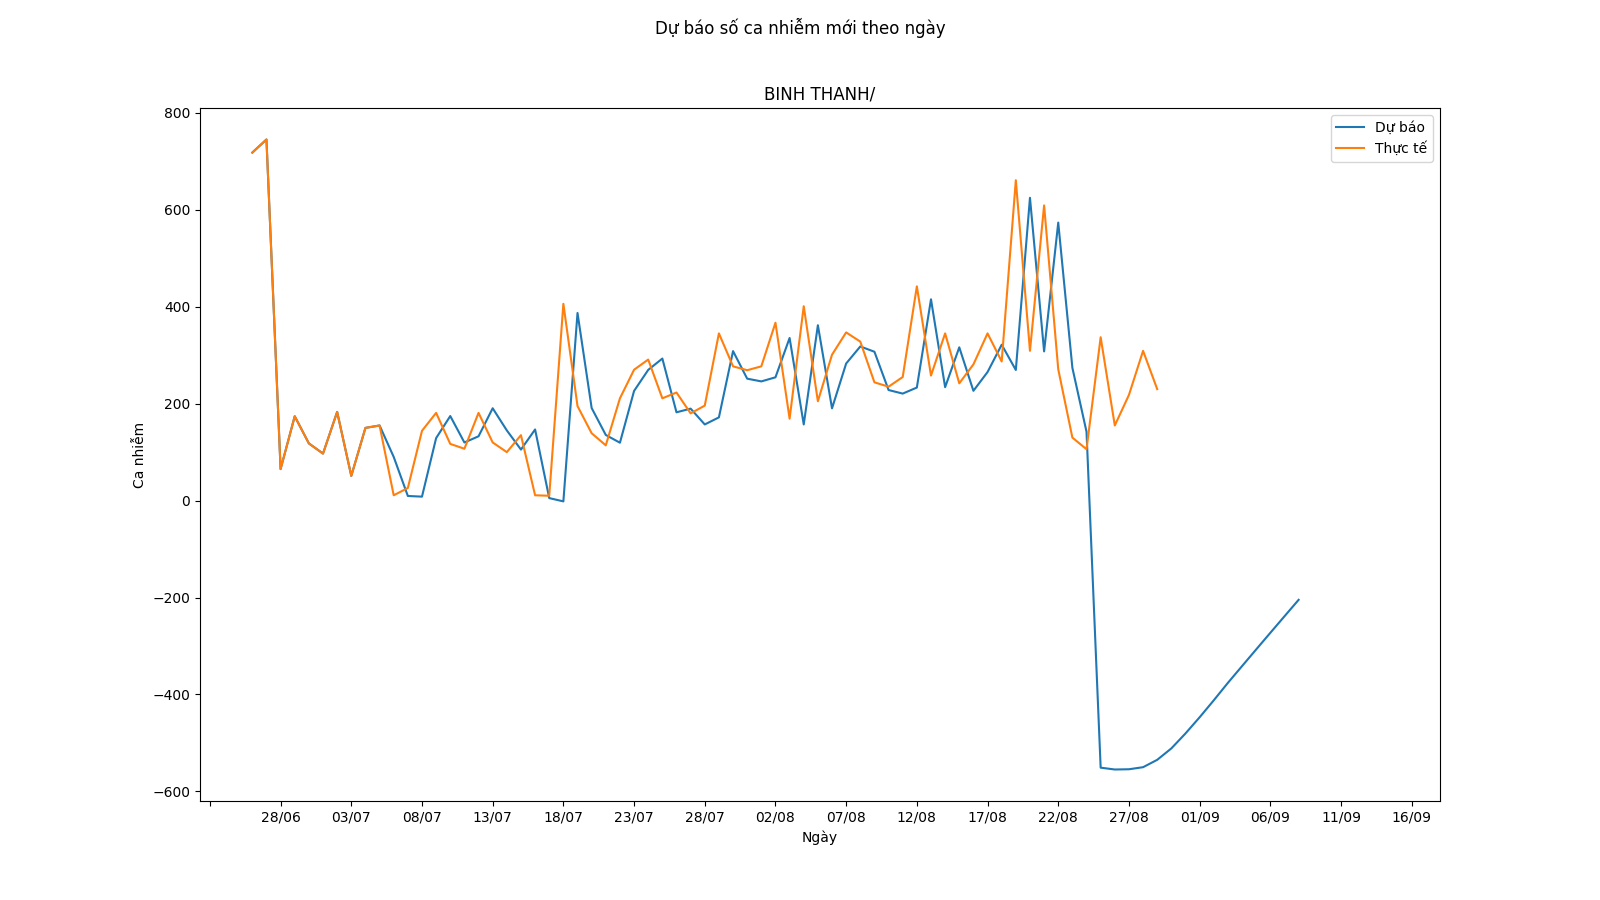 Dự báo số ca nhiễm mới theo ngày
BINH THANH/
Dự báo
Thực tế
800
600
400
200
0
−200
−400
−600
Ca nhiễm
28/06 03/07 08/07 13/07 18/07 23/07 28/07 02/08 07/08 12/08 17/08 22/08 27/08 01/09 06/09 11/09 16/09
Ngày